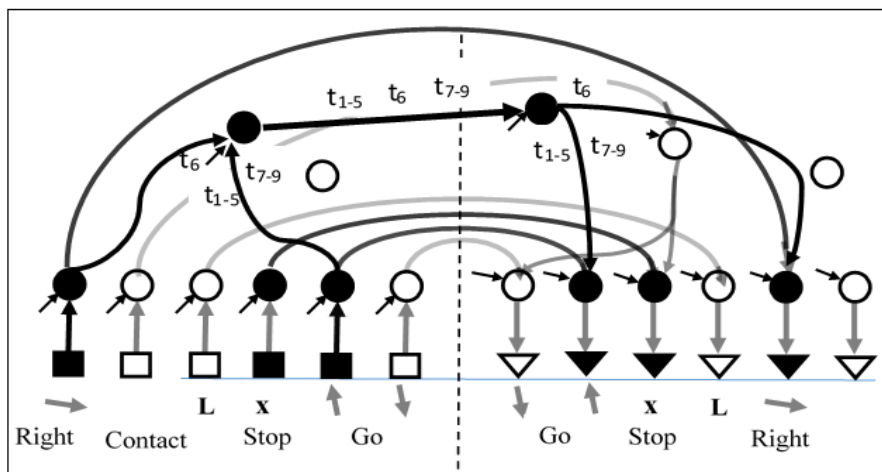 t1-5 t6 t7-9 t6
t6 t7-9 t1-5 t7-9
t1-5
L x x L
Right Contact Stop Go Go Stop Right